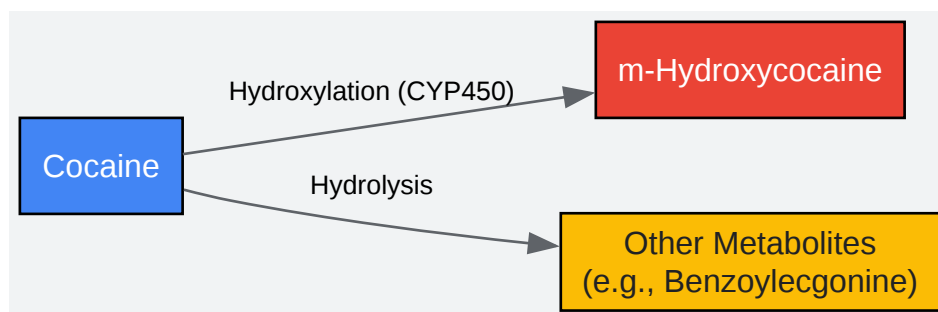 m-Hydroxycocaine
Hydroxylation (CYP450)
Cocaine
Hydrolysis
Other Metabolites
(e.g., Benzoylecgonine)